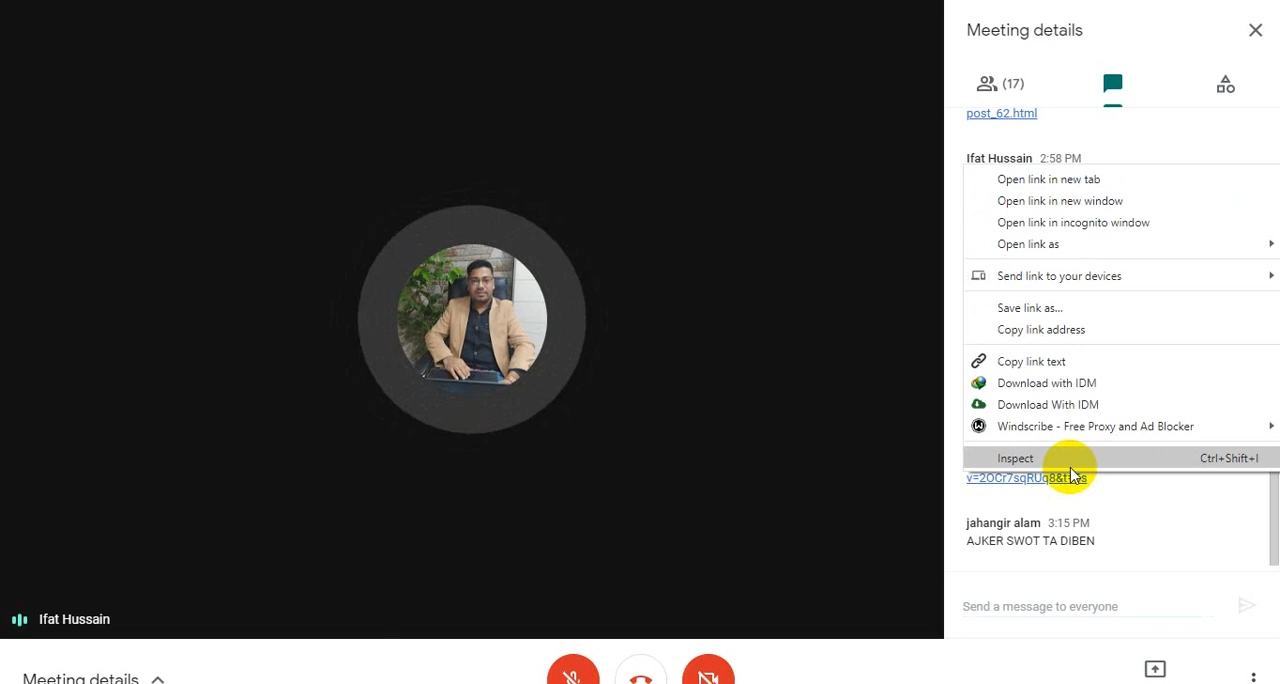 Meeting details
(17)
post_62.html
Ifat Hussain 2:58 PM
Open link in new tab
Open link in new window
Open link in incognito window
Open link as
Send link to your devices
Save link as...
Copy link address
Copy link text
Download with IDM
Download With IDM
Windscribe - Free Proxy and Ad Blocker
Inspect Ctrl+Shift+I
jahangir alam 3:15 PM
AJKER SWOT TA DIBEN
Send a message to everyone
Ifat Hussain
Meeting details